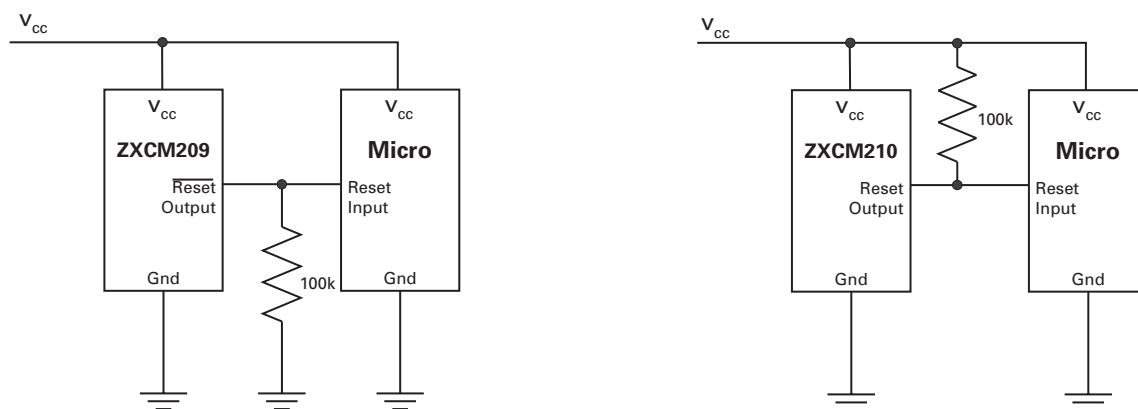 Vcc
Vcc
ZXCM209
Reset
Output
Gnd
Vcc
Micro
Reset
Input
Gnd
100k
Vcc
Vcc
ZXCM210
Reset
Output
Gnd
100k
Vcc
Micro
Reset
Input
Gnd